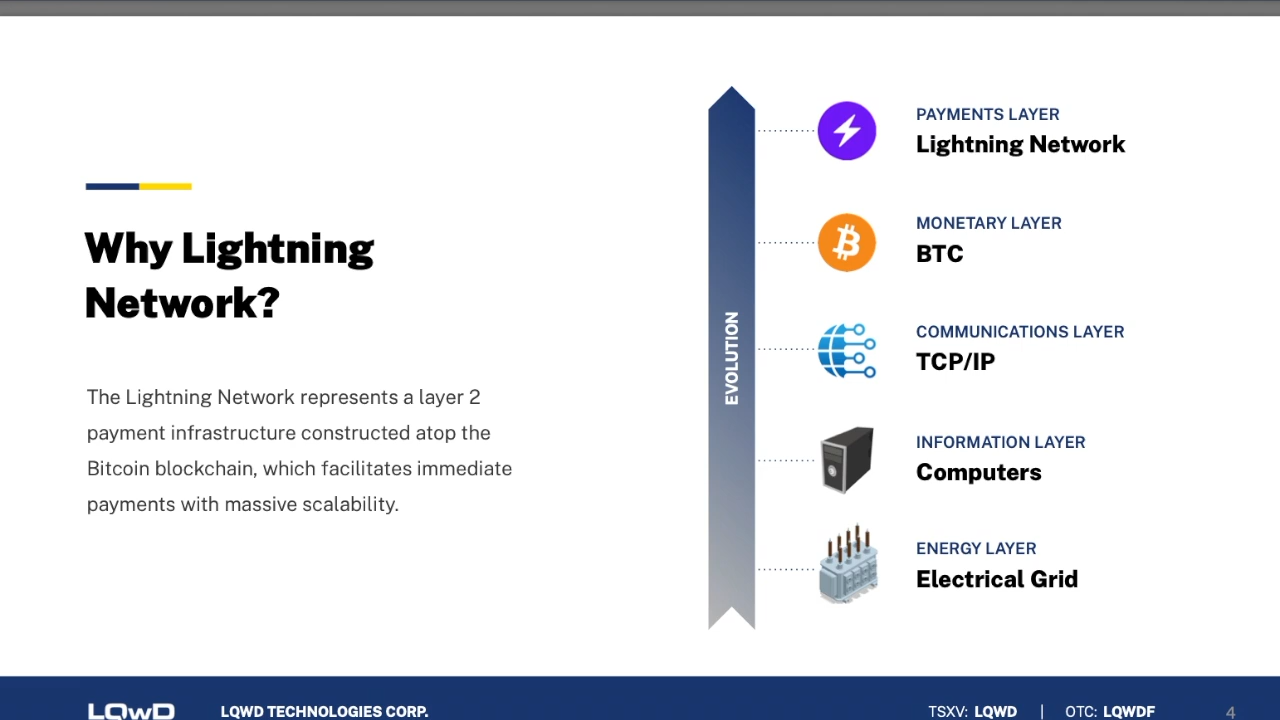 Why Lightning
Network?
The Lightning Network represents a layer 2
payment infrastructure constructed atop the
Bitcoin blockchain, which facilitates immediate
payments with massive scalability.
EVOLUTION
PAYMENTS LAYER
Lightning Network
MONETARY LAYER
BTC
COMMUNICATIONS LAYER
TCP/IP
INFORMATION LAYER
Computers
ENERGY LAYER
Electrical Grid
LQwD LQWD TECHNOLOGIES CORP. TSXV: LQWD | OTC: LQWDF 4